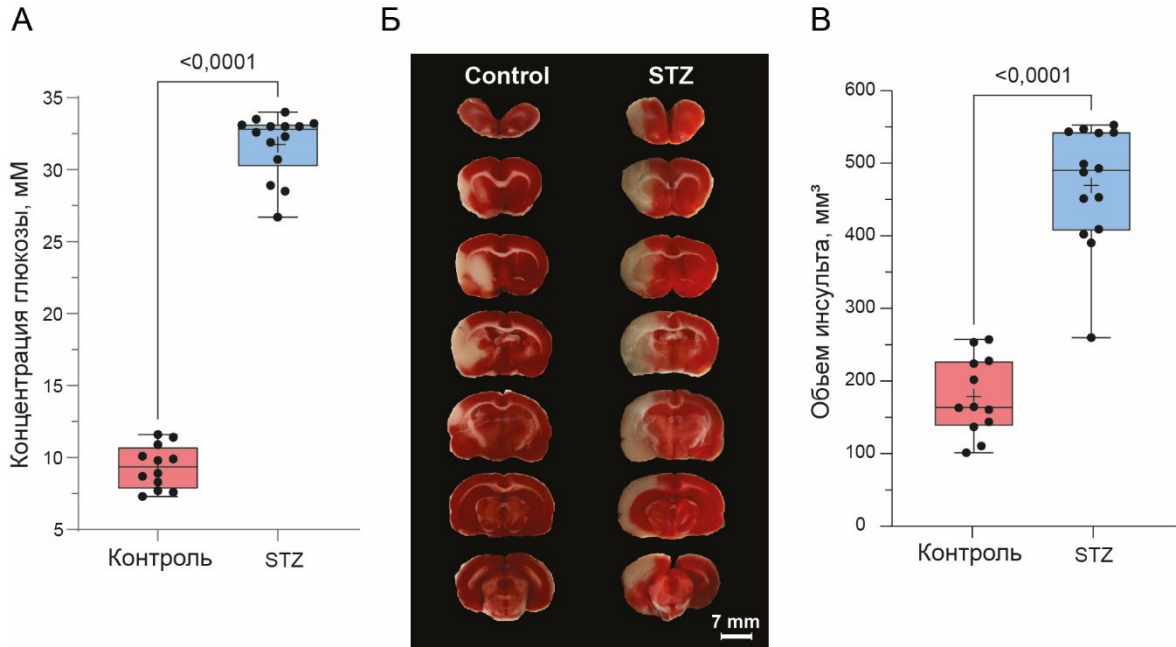 А
<0,0001
Концентрация глюкозы, мМ
35
30
25
20
15
10
5
Контроль
STZ
Б
Control
STZ
7 mm
В
<0,0001
Обьем инсульта, мм³
600
500
400
300
200
100
0
Контроль
STZ